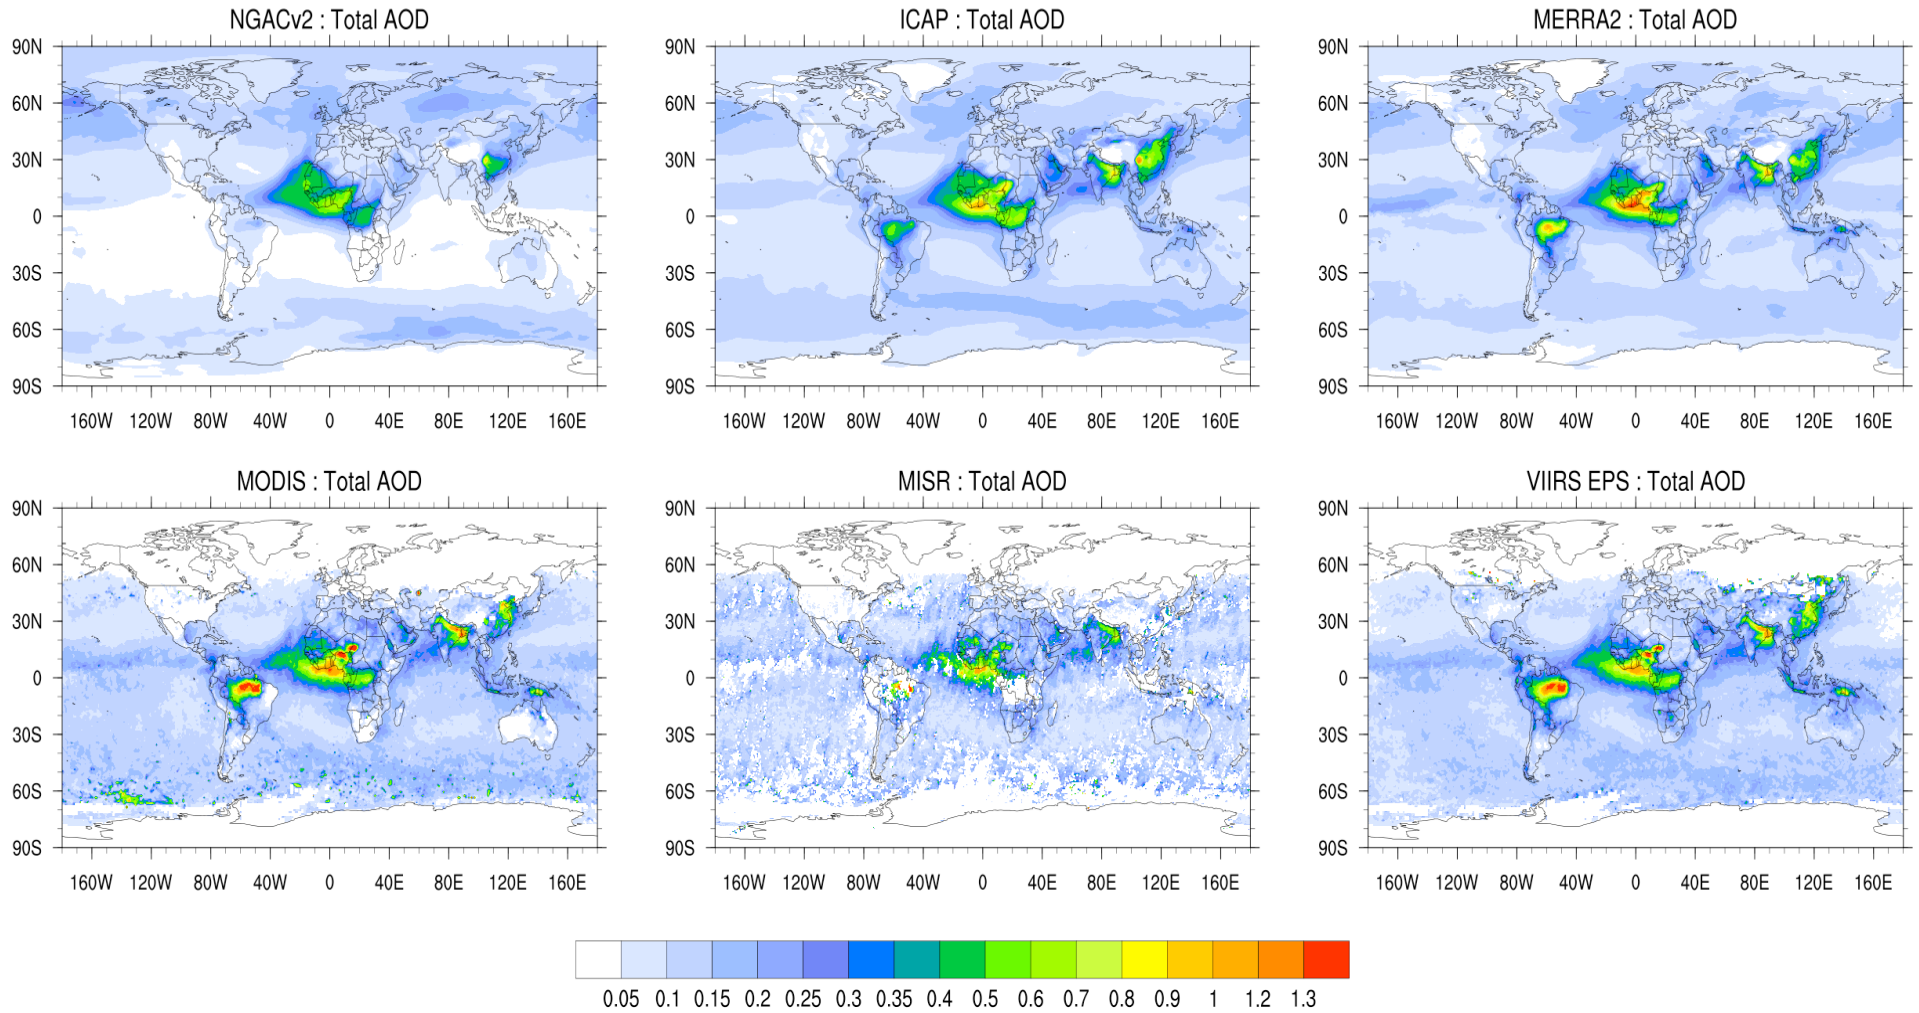 NGACv2 : Total AOD
ICAP : Total AOD
MERRA2 : Total AOD
90N
60N
30N
0
30S
60S
90S
160W 120W 80W 40W 0 40E 80E 120E 160E
90N
60N
30N
0
30S
60S
90S
160W 120W 80W 40W 0 40E 80E 120E 160E
90N
60N
30N
0
30S
60S
90S
160W 120W 80W 40W 0 40E 80E 120E 160E
MODIS : Total AOD
MISR : Total AOD
VIIRS EPS : Total AOD
90N
60N
30N
0
30S
60S
90S
160W 120W 80W 40W 0 40E 80E 120E 160E
90N
60N
30N
0
30S
60S
90S
160W 120W 80W 40W 0 40E 80E 120E 160E
90N
60N
30N
0
30S
60S
90S
160W 120W 80W 40W 0 40E 80E 120E 160E
0.05 0.1 0.15 0.2 0.25 0.3 0.35 0.4 0.5 0.6 0.7 0.8 0.9 1 1.2 1.3